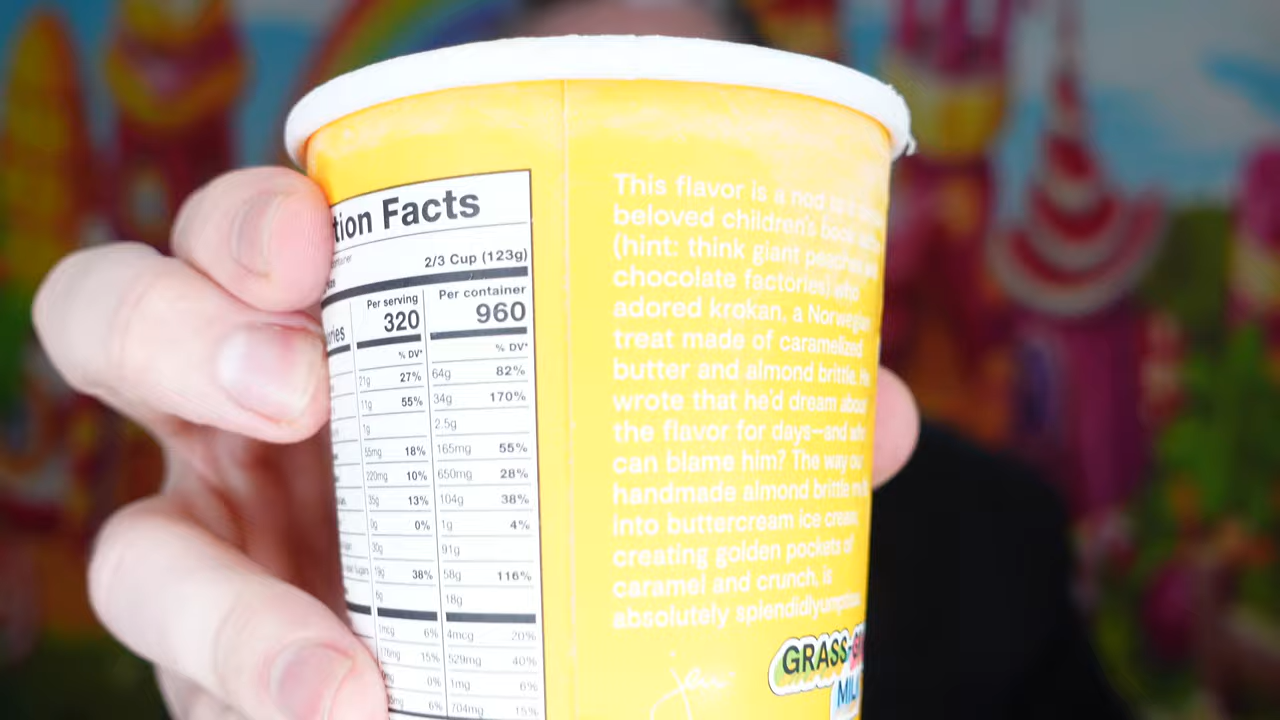 tion Facts
2/3 Cup (123g)
Per serving Per container
320 960
% DV* % DV*
21g 27% 64g 82%
11g 55% 34g 170%
1g 2.5g
55mg 18% 165mg 55%
220mg 10% 650mg 28%
35g 13% 104g 38%
0g 0% 1g 4%
30g 91g
19g 38% 58g 116%
6g 18g
1mcg 6% 4mcg 20%
176mg 15% 529mg 40%
0% 1mg 6%
6% 704mg 15%
This flavor is a nod
beloved children's book
(hint: think giant peaches
chocolate factories) who
adored krokan, a Norwegian
treat made of caramelized
butter and almond brittle. He
wrote that he'd dream about
the flavor for days—and who
can blame him? The way our
handmade almond brittle
into buttercream ice cream,
creating golden pockets of
caramel and crunch, is
absolutely splendidlyumptious
GRASS-
MIL